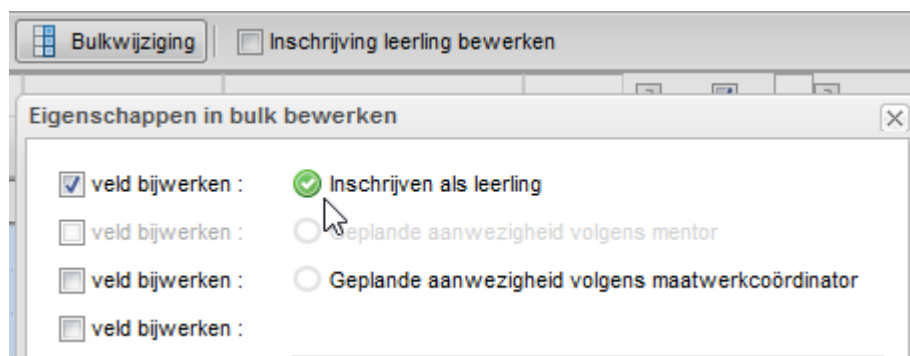 Bulkwijziging Inschrijving leerling bewerken
Eigenschappen in bulk bewerken
veld bijwerken : Inschrijven als leerling
veld bijwerken : Geplande aanwezigheid volgens mentor
veld bijwerken : Geplande aanwezigheid volgens maatwerkcoördinator
veld bijwerken :